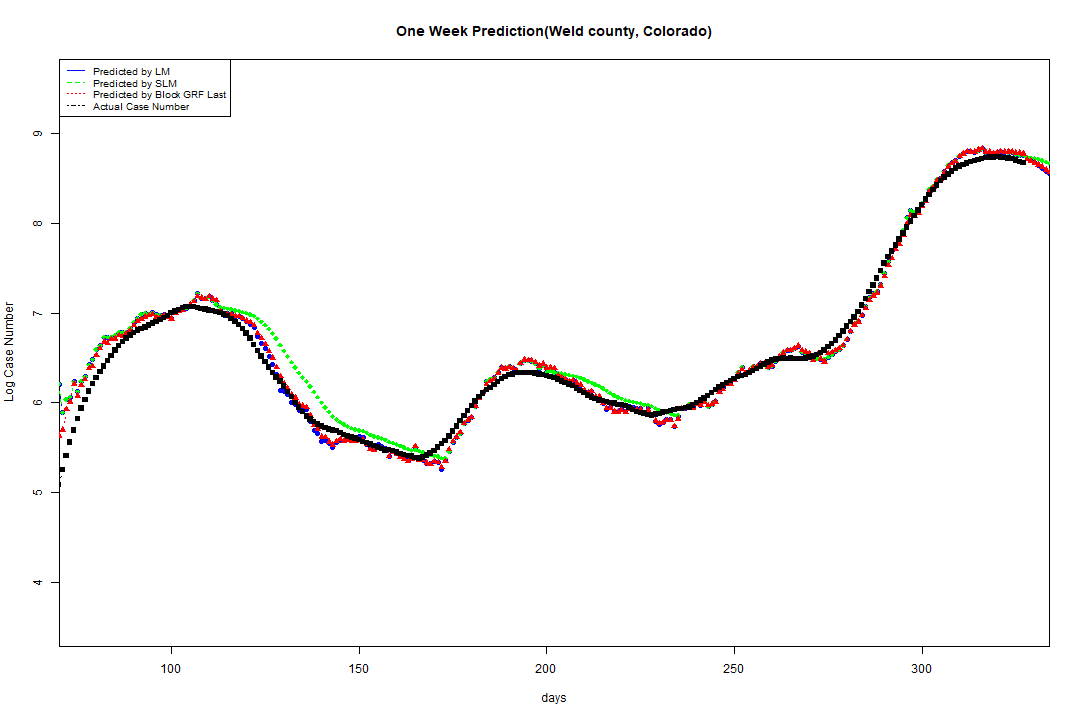 One Week Prediction(Weld county, Colorado)
Predicted by LM
Predicted by SLM
Predicted by Block GRF Last
Actual Case Number
Log Case Number
9
8
7
6
5
4
100 150 200 250 300
days